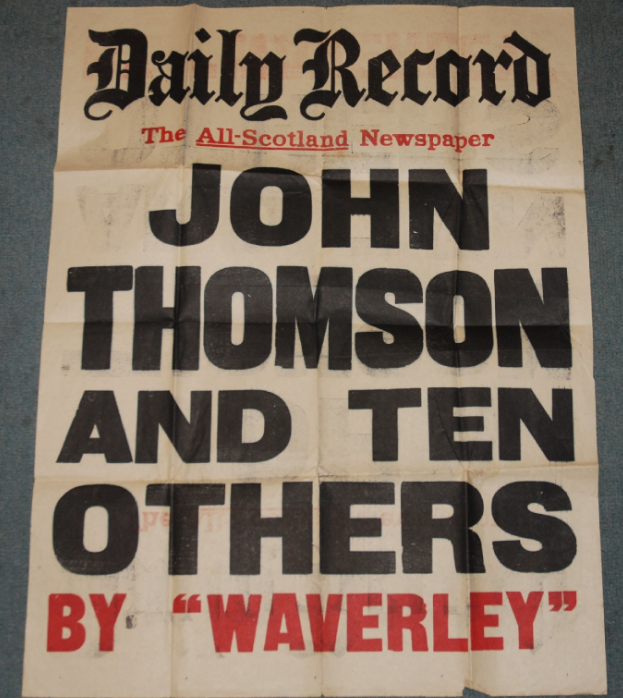 Daily Record
The All-Scotland Newspaper
JOHN
THOMSON
AND TEN
OTHERS
BY "WAVERLEY"